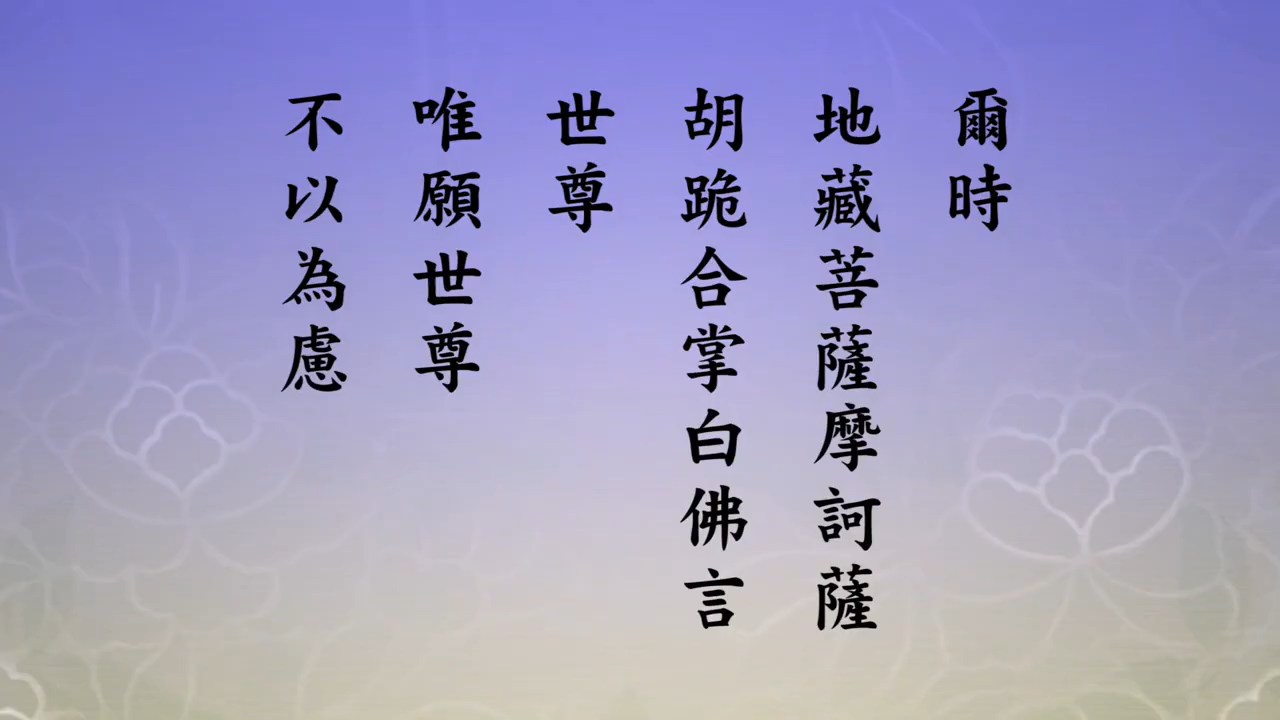 爾時
地藏菩薩摩訶薩
胡跪合掌白佛言
世尊
唯願世尊
不以為慮